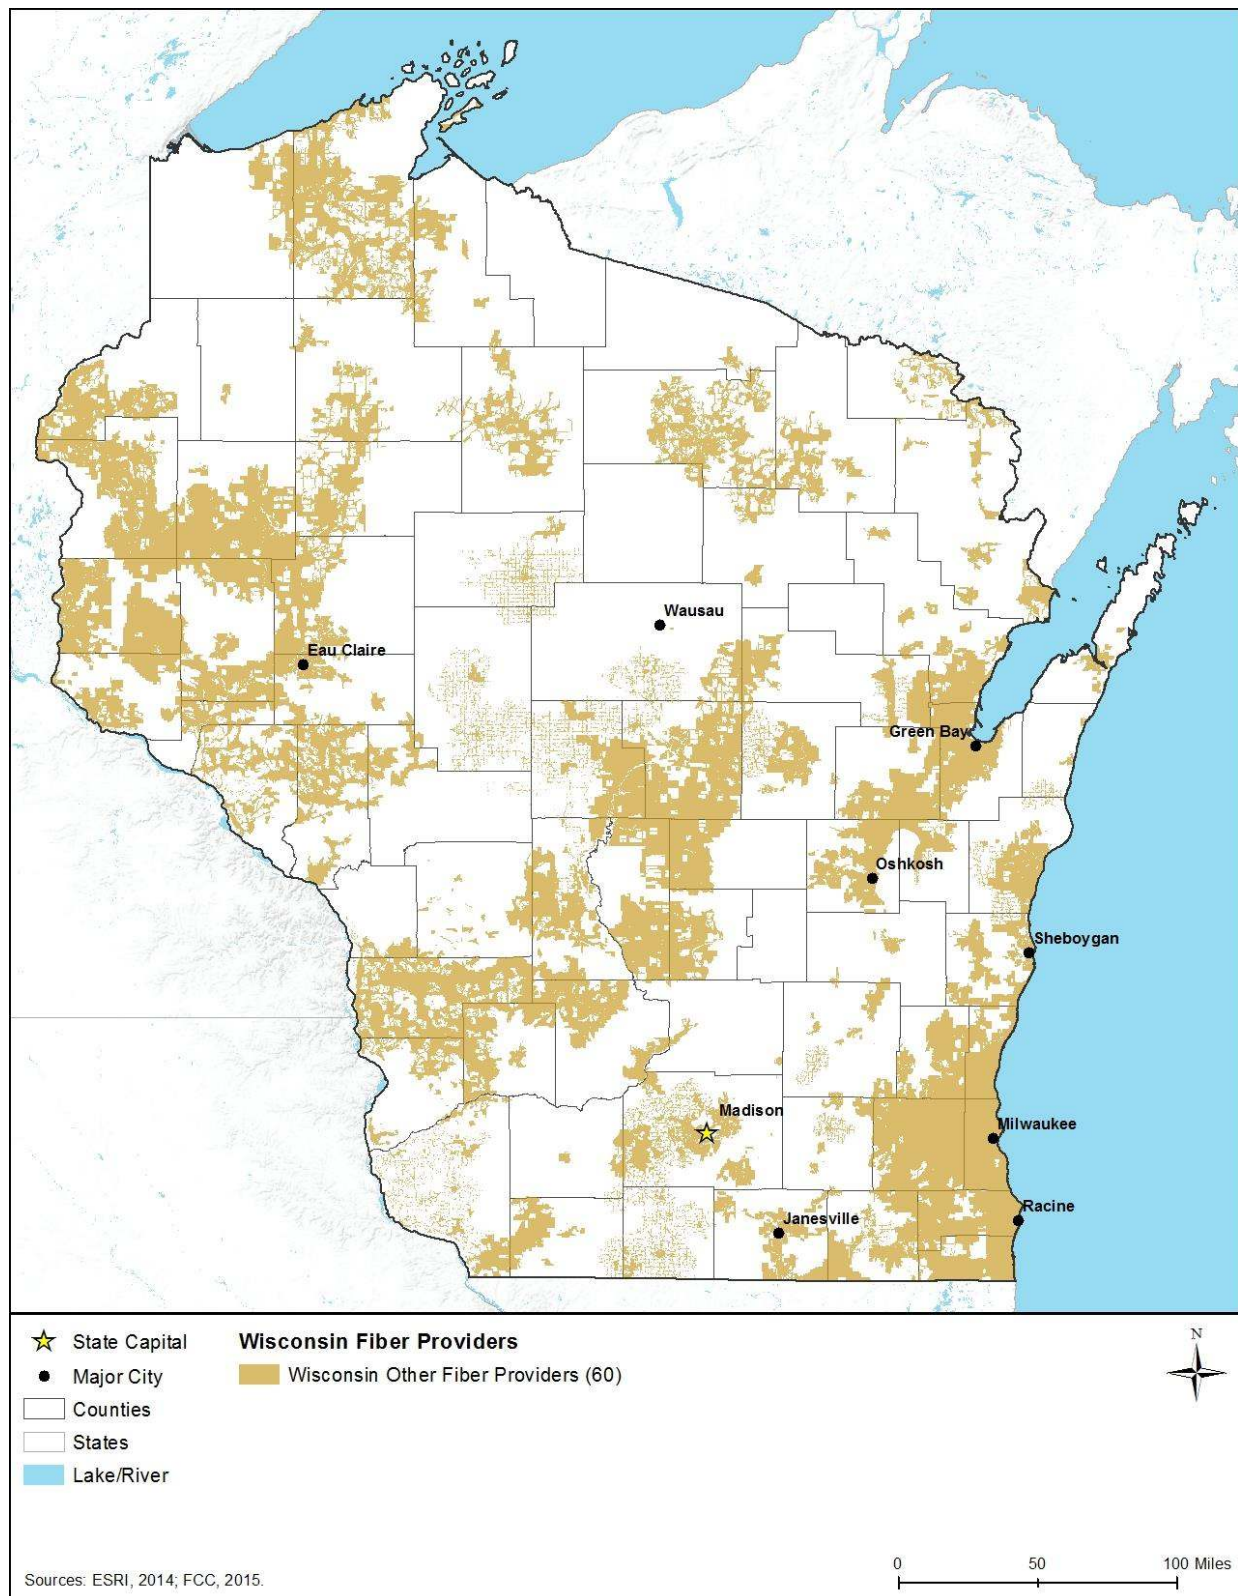 Wausau
Eau Claire
Green Bay
Oshkosh
Sheboygan
Madison
Milwaukee
Janesville
Racine
State Capital
Major City
Counties
States
Lake/River
Wisconsin Fiber Providers
Wisconsin Other Fiber Providers (60)
N
0 50 100 Miles
Sources: ESRI, 2014; FCC, 2015.